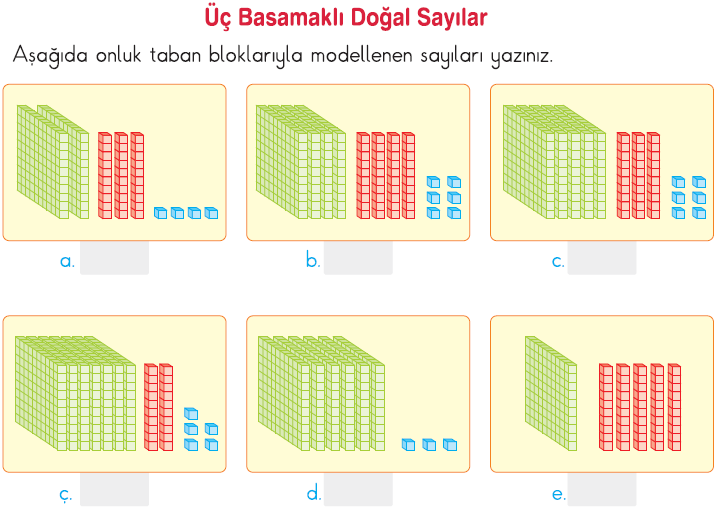 Üç Basamaklı Doğal Sayılar
Aşağıda onluk taban bloklarıyla modellenen sayıları yazınız.
a.
b.
c.
ç.
d.
e.